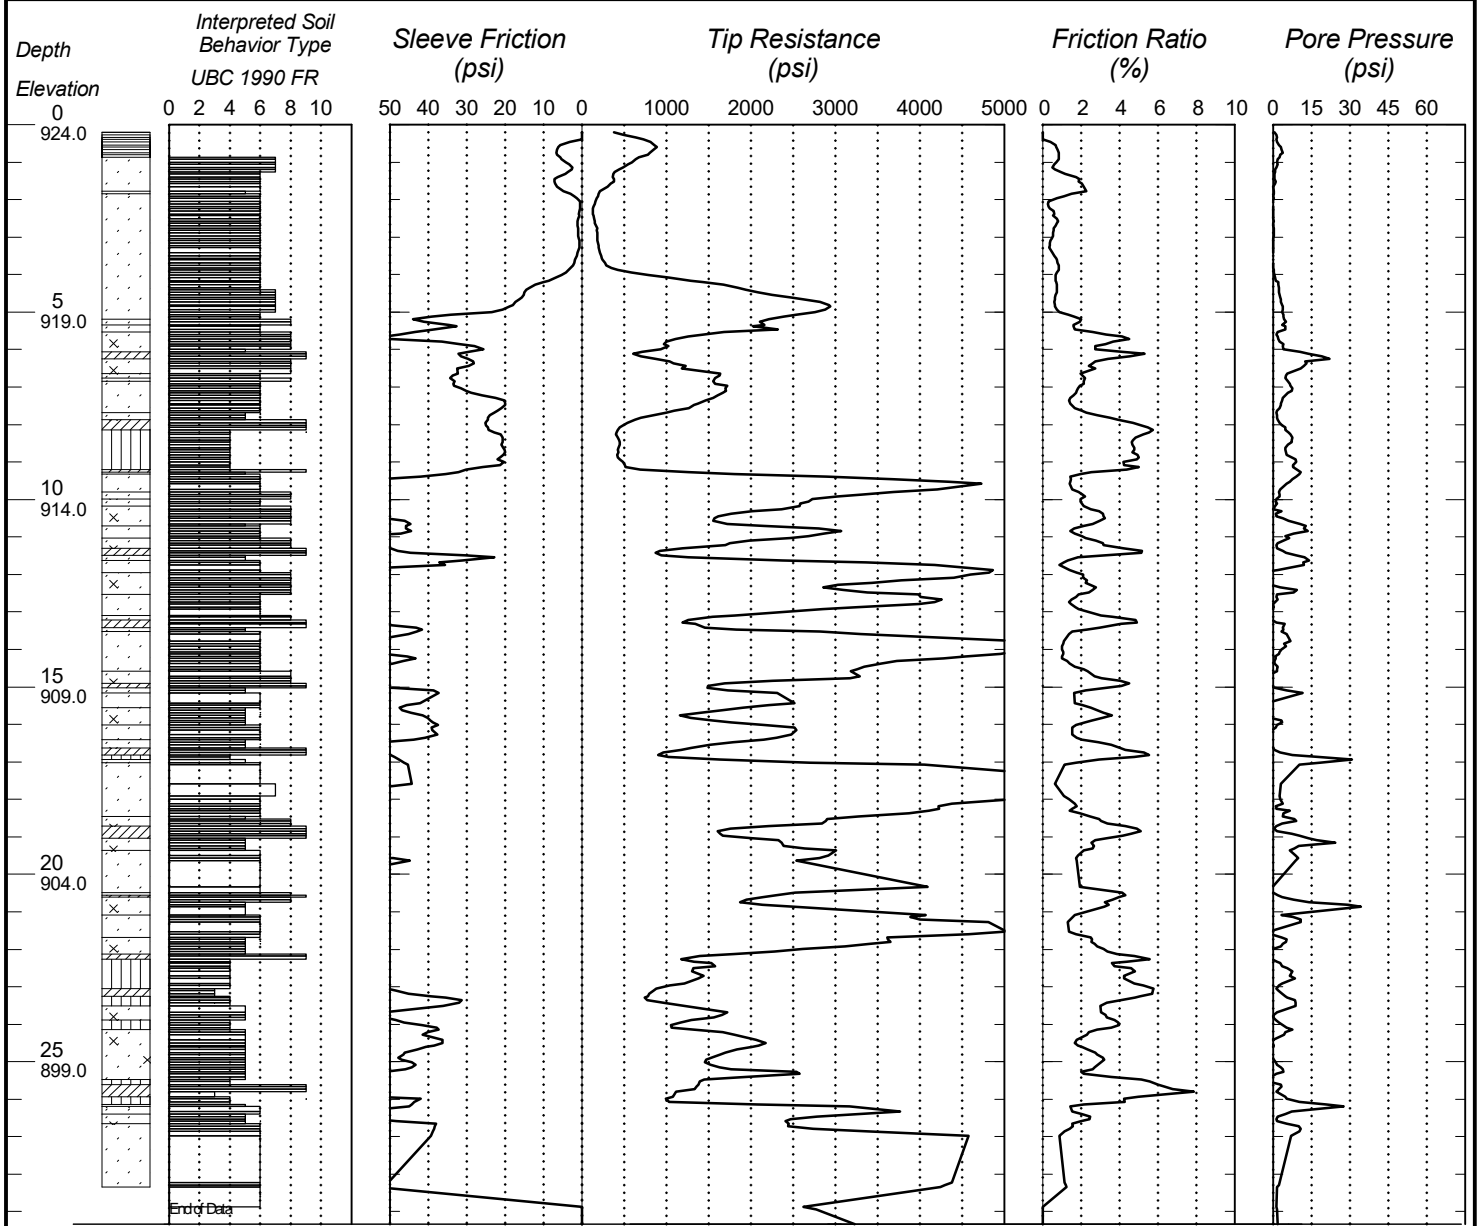 Depth
Elevation
Interpreted Soil
Behavior Type
UBC 1990 FR
Sleeve Friction
(psi)
Tip Resistance
(psi)
Friction Ratio
(%)
Pore Pressure
(psi)
0 2 4 6 8 10
50 40 30 20 10 0
1000 2000 3000 4000 5000
0 2 4 6 8 10
0 15 30 45 60
0
924.0
5
919.0
10
914.0
15
909.0
20
904.0
25
899.0
End of Data